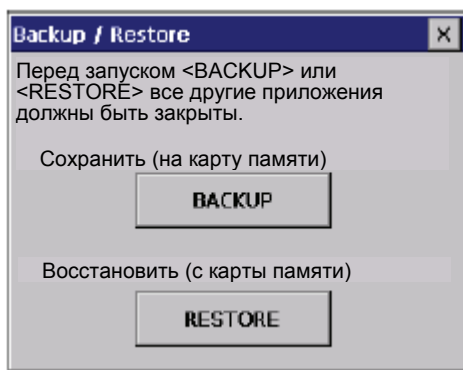 Backup / Restore
Перед запуском <BACKUP> или
<RESTORE> все другие приложения
должны быть закрыты.
Сохранить (на карту памяти)
BACKUP
Восстановить (с карты памяти)
RESTORE